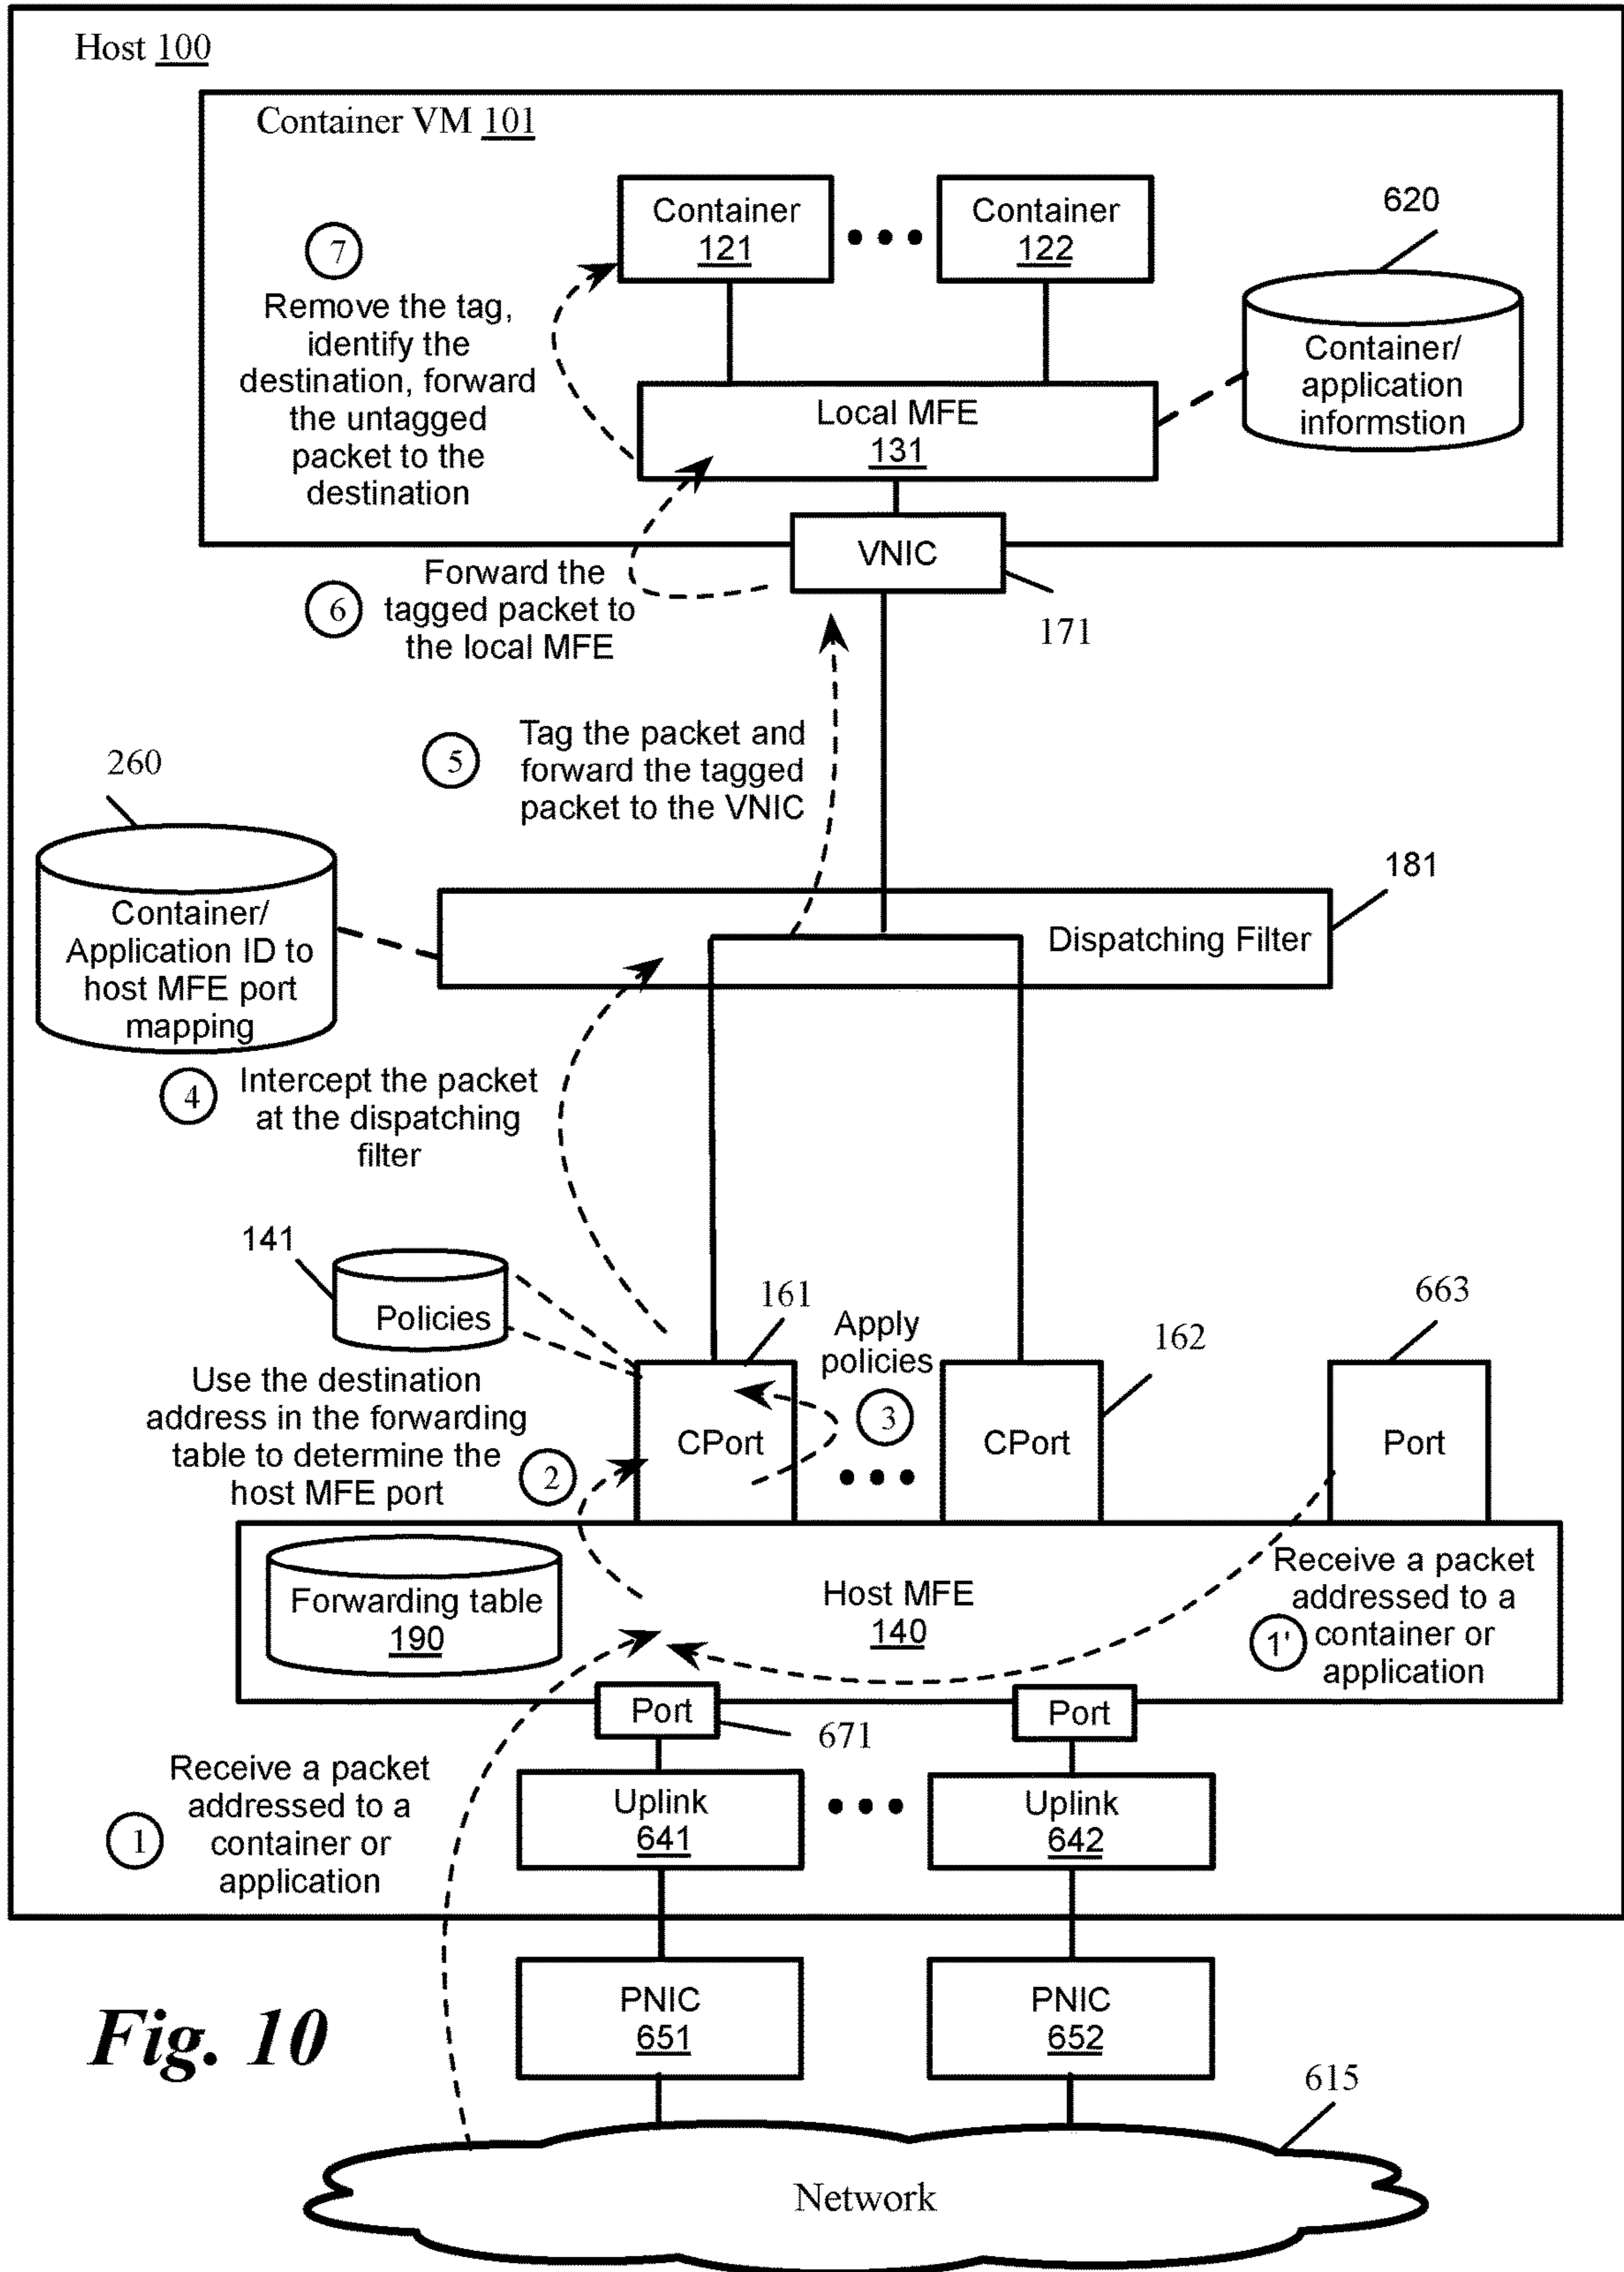 Host 100
Container VM 101
Container
121
Container
122
620
7
Remove the tag,
identify the
destination, forward
the untagged
packet to the
destination
Container/
application
informstion
Local MFE
131
VNIC
171
6
Forward the
tagged packet to
the local MFE
5
Tag the packet and
forward the tagged
packet to the VNIC
260
181
Container/
Application ID to
host MFE port
mapping
Dispatching Filter
4
Intercept the packet
at the dispatching
filter
141
Policies
161
Apply
policies
3
162
663
Use the destination
address in the forwarding
table to determine the
host MFE port
2
CPort
CPort
Port
Forwarding table
190
Host MFE
140
Receive a packet
addressed to a
container or
application
1'
Port
671
Port
1
Receive a packet
addressed to a
container or
application
Uplink
641
Uplink
642
PNIC
651
PNIC
652
Fig. 10
615
Network